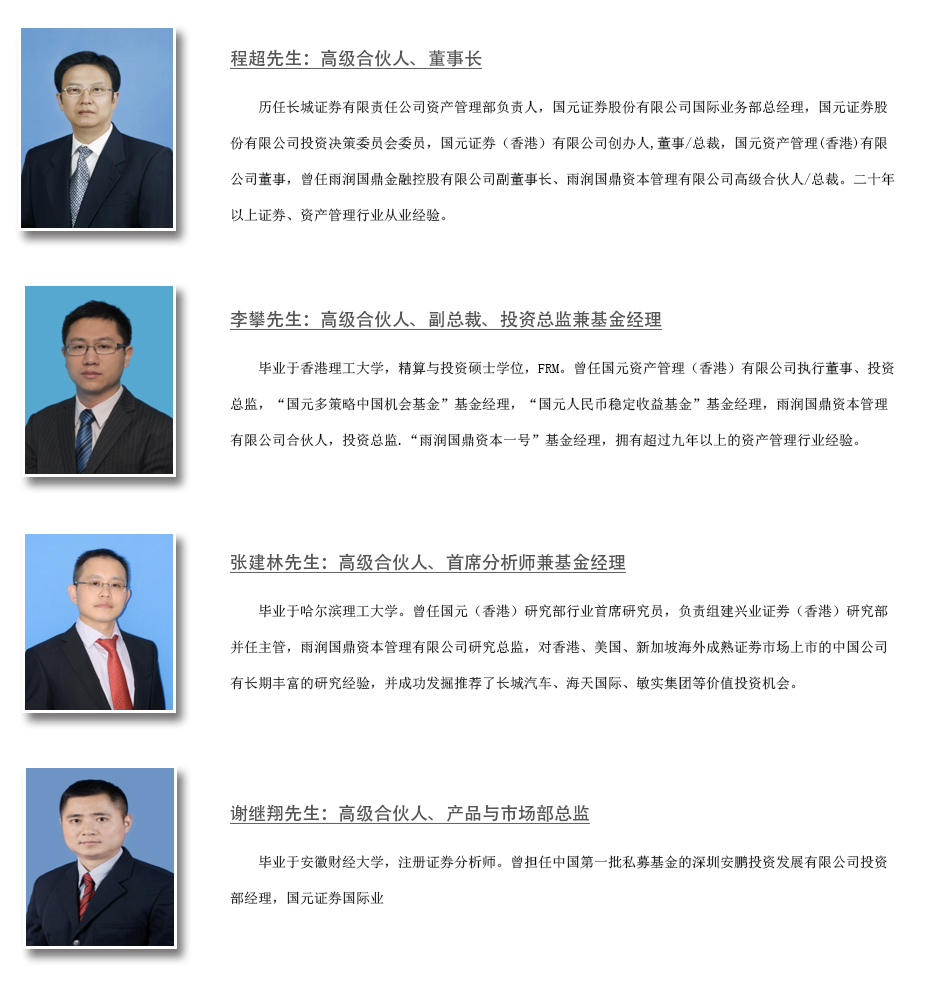 程超先生：高级合伙人、董事长
历任长城证券有限责任公司资产管理部负责人，国元证券股份有限公司国际业务部总经理，国元证券股
份有限公司投资决策委员会委员，国元证券（香港）有限公司创办人,董事/总裁，国元资产管理(香港)有限
公司董事，曾任雨润国鼎金融控股有限公司副董事长、雨润国鼎资本管理有限公司高级合伙人/总裁。二十年
以上证券、资产管理行业从业经验。
李攀先生：高级合伙人、副总裁、投资总监兼基金经理
毕业于香港理工大学，精算与投资硕士学位，FRM。曾任国元资产管理（香港）有限公司执行董事、投资
总监，“国元多策略中国机会基金”基金经理，“国元人民币稳定收益基金”基金经理，雨润国鼎资本管理
有限公司合伙人，投资总监.“雨润国鼎资本一号”基金经理，拥有超过九年以上的资产管理行业经验。
张建林先生：高级合伙人、首席分析师兼基金经理
毕业于哈尔滨理工大学。曾任国元（香港）研究部行业首席研究员，负责组建兴业证劵（香港）研究部
并任主管，雨润国鼎资本管理有限公司研究总监，对香港、美国、新加坡海外成熟证劵市场上市的中国公司
有长期丰富的研究经验，并成功发掘推荐了长城汽车、海天国际、敏实集团等价值投资机会。
谢继翔先生：高级合伙人、产品与市场部总监
毕业于安徽财经大学，注册证券分析师。曾担任中国第一批私募基金的深圳安鹏投资发展有限公司投资
部经理，国元证券国际业